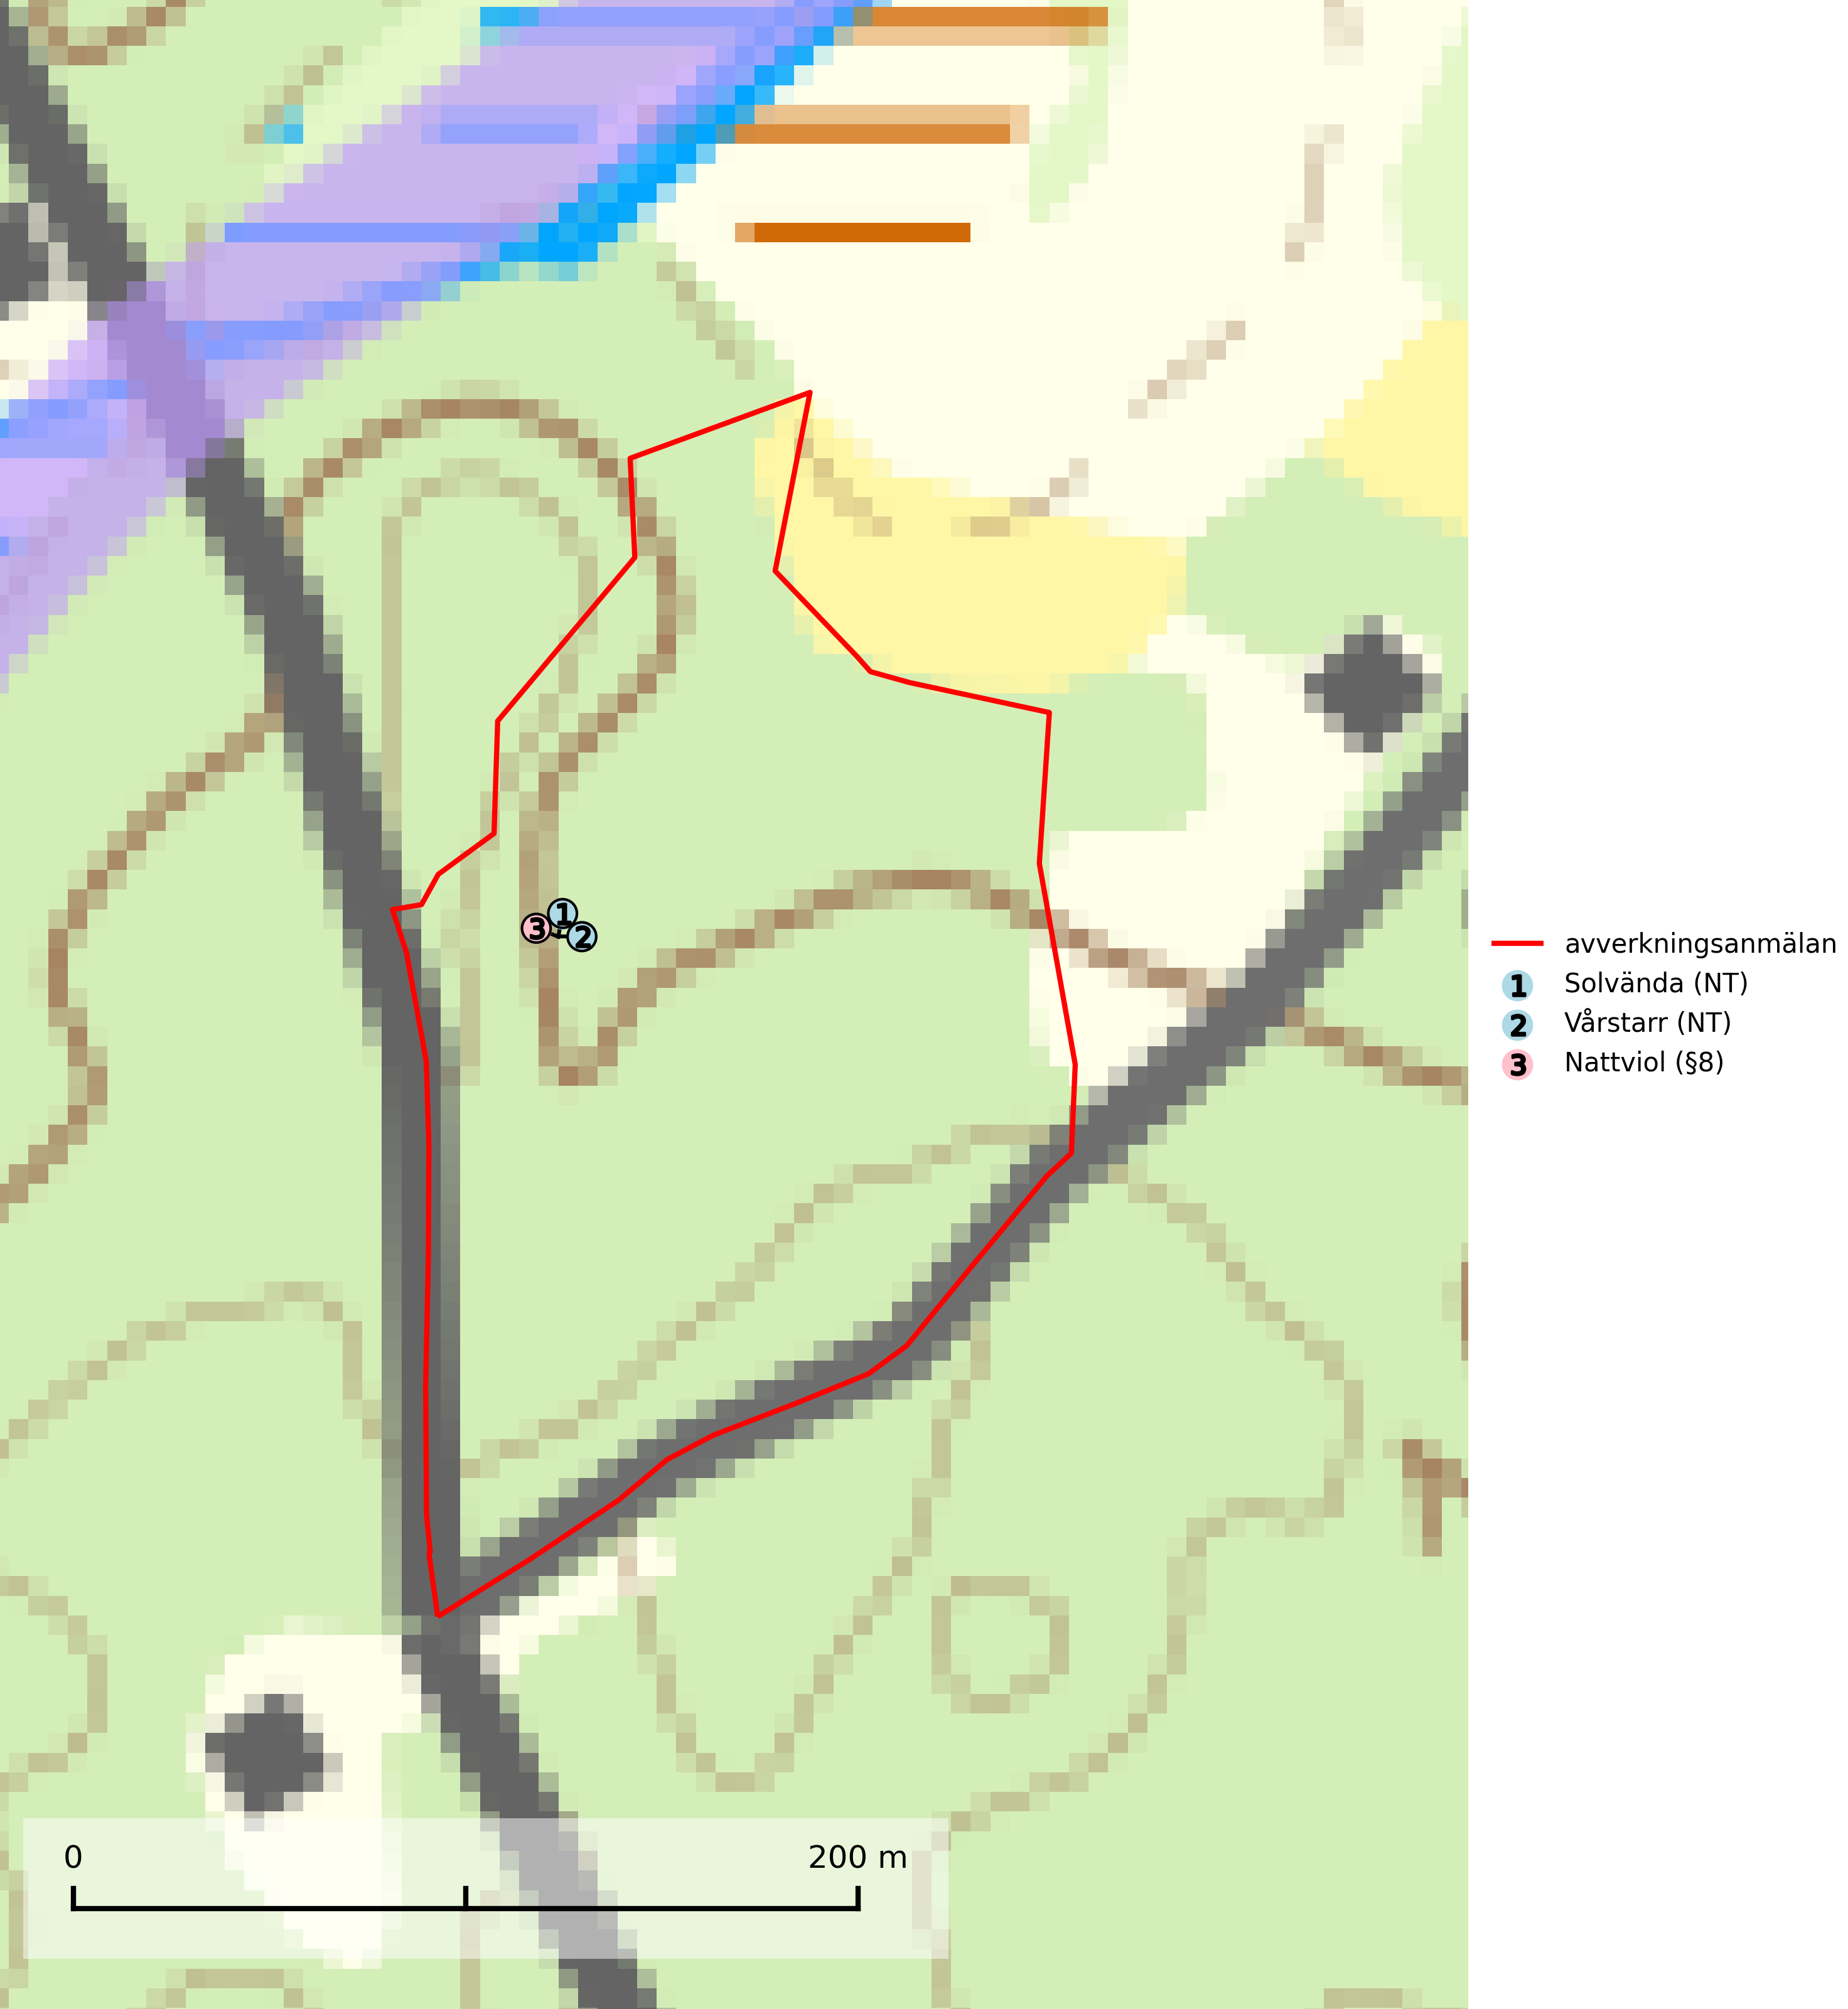 1
3
2
avverkningsanmälan
1 Solvända (NT)
2 Vårstarr (NT)
3 Nattviol (§8)
0 200 m